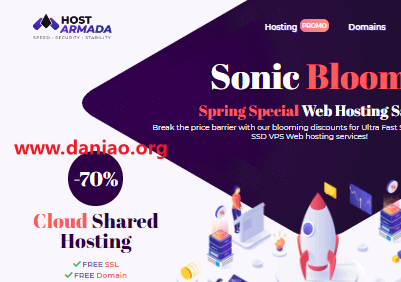 HOST
ARMADA
SPEED · SECURITY · STABILITY
Hosting PROMO Domains
Sonic Bloom
Spring Special Web Hosting Sa
Break the price barrier with our blooming discounts for Ultra Fast S
SSD VPS Web hosting services!
www.daniao.org
-70%
Cloud Shared
Hosting
FREE SSL
FREE Domain